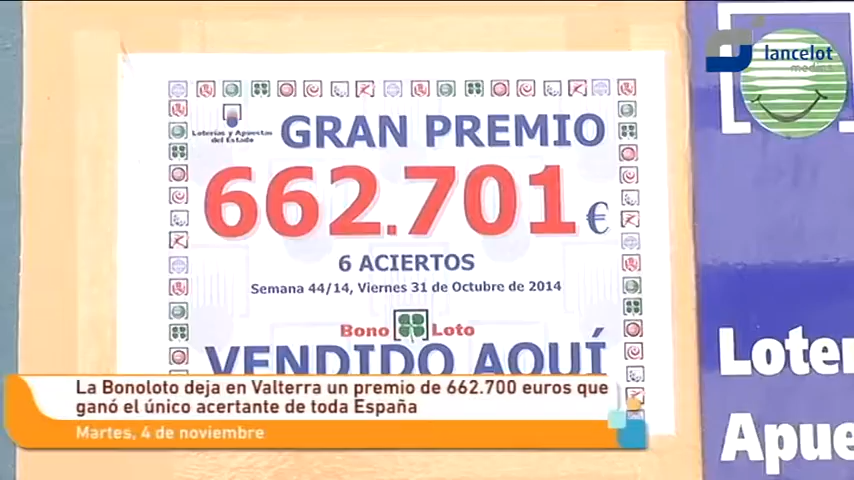 lancelot
medios
Loterías y Apuestas
del Estado
GRAN PREMIO
662.701 €
6 ACIERTOS
Semana 44/14, Viernes 31 de Octubre de 2014
Bono Loto
VENDIDO AQUÍ
Loter
Apue
La Bonoloto deja en Valterra un premio de 662.700 euros que
ganó el único acertante de toda España
Martes, 4 de noviembre